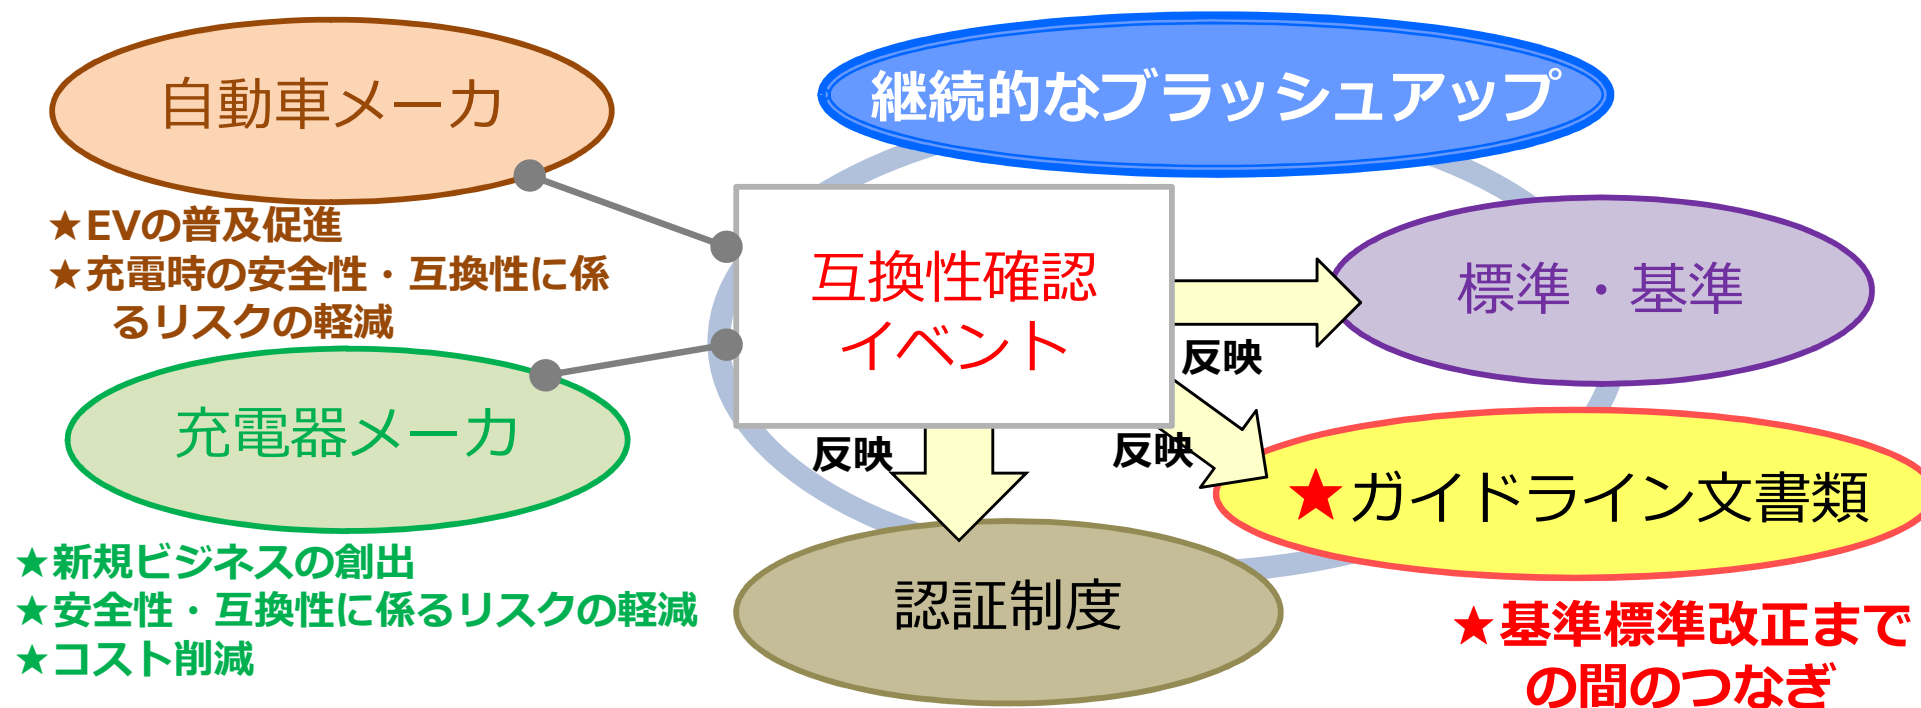 自動車メーカ
★EVの普及促進
★充電時の安全性・互換性に係
るリスクの軽減
充電器メーカ
★新規ビジネスの創出
★安全性・互換性に係るリスクの軽減
★コスト削減
継続的なブラッシュアップ
互換性確認
イベント
標準・基準
反映
反映
反映
★ガイドライン文書類
認証制度
★基準標準改正まで
の間のつなぎ